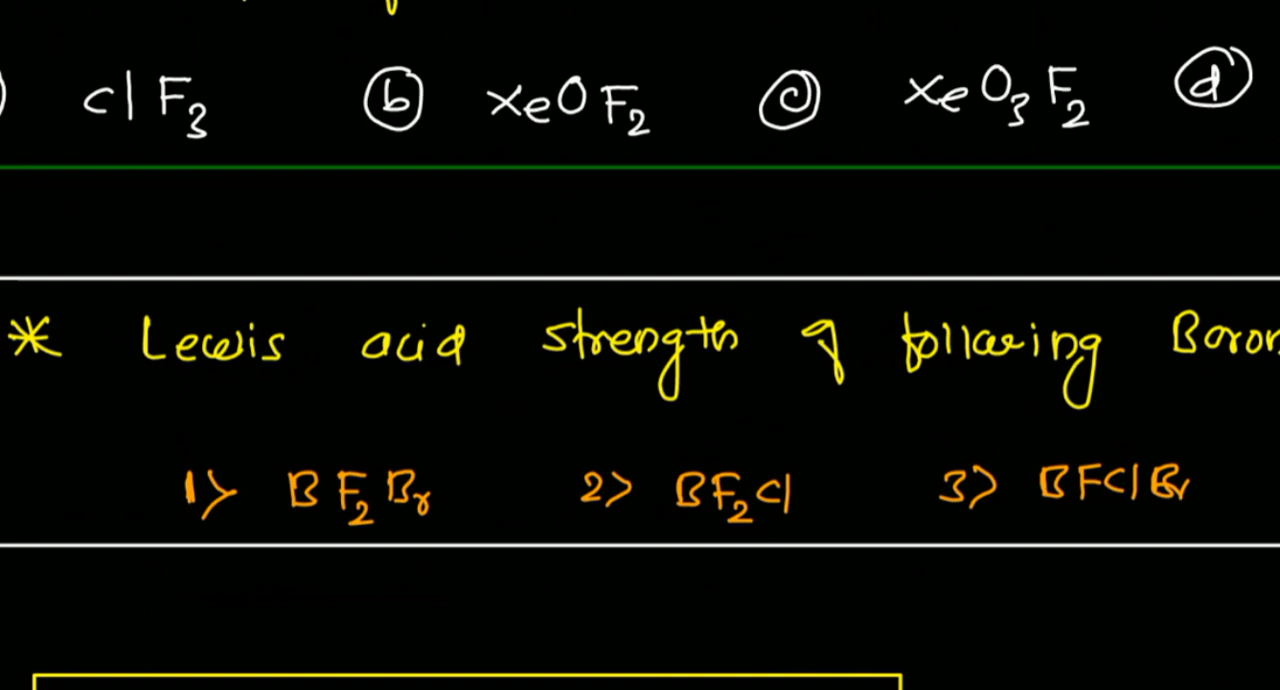 ) ClF₃ (b) XeOF₂ (c) XeO₃F₂ (d)
* Lewis acid strength of following Boron
1> BF₂Br 2> BF₂Cl 3> BFClBr